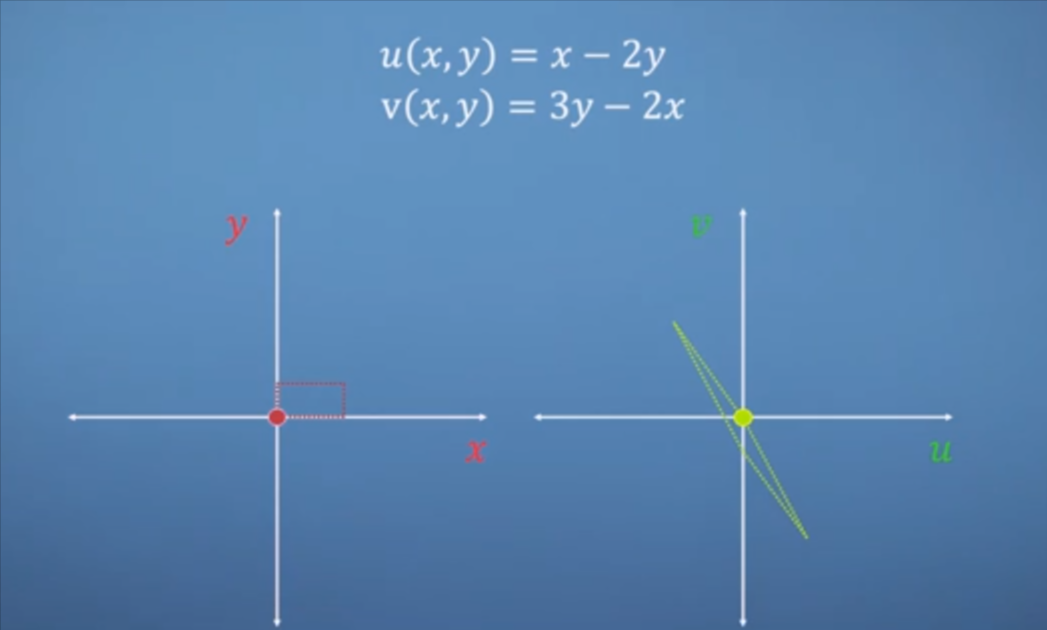 u(x, y) = x − 2y
v(x, y) = 3y − 2x
y
v
x
u